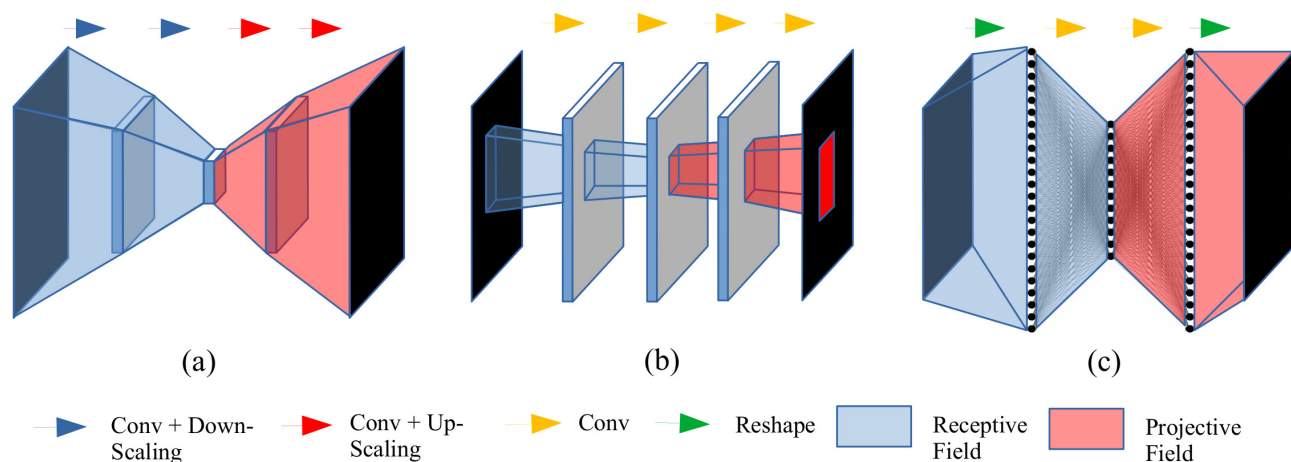 (a)
(b)
(c)
Conv + Down-
Scaling
Conv + Up-
Scaling
Conv
Reshape
Receptive
Field
Projective
Field